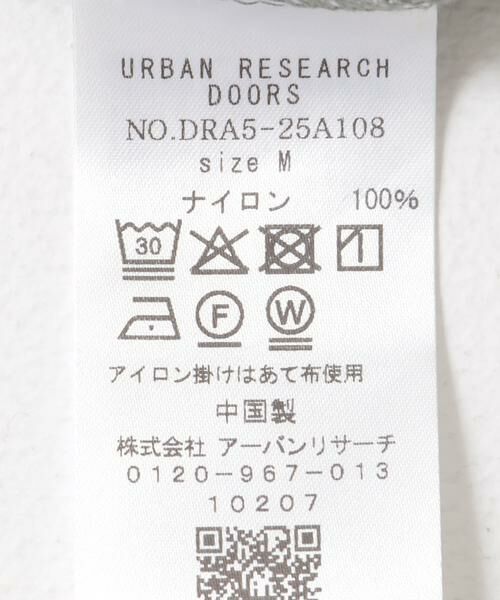 URBAN RESEARCH
DOORS
NO.DRA5-25A108
size M
ナイロン 100%
30
F W
アイロン掛けはあて布使用
中国製
株式会社 アーバンリサーチ
0120-967-013
10207